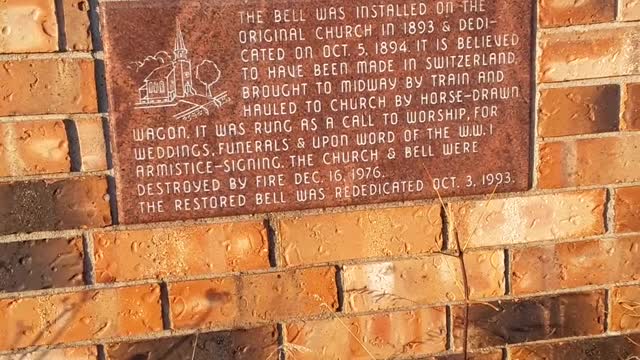 THE BELL WAS INSTALLED ON THE
ORIGINAL CHURCH IN 1893 & DEDI-
CATED ON OCT. 5, 1894. IT IS BELIEVED
TO HAVE BEEN MADE IN SWITZERLAND,
BROUGHT TO MIDWAY BY TRAIN AND
HAULED TO CHURCH BY HORSE-DRAWN
WAGON. IT WAS RUNG AS A CALL TO WORSHIP, FOR
WEDDINGS, FUNERALS & UPON WORD OF THE W.W. I
ARMISTICE-SIGNING. THE CHURCH & BELL WERE
DESTROYED BY FIRE DEC. 16, 1976.
THE RESTORED BELL WAS REDEDICATED OCT. 3, 1993.